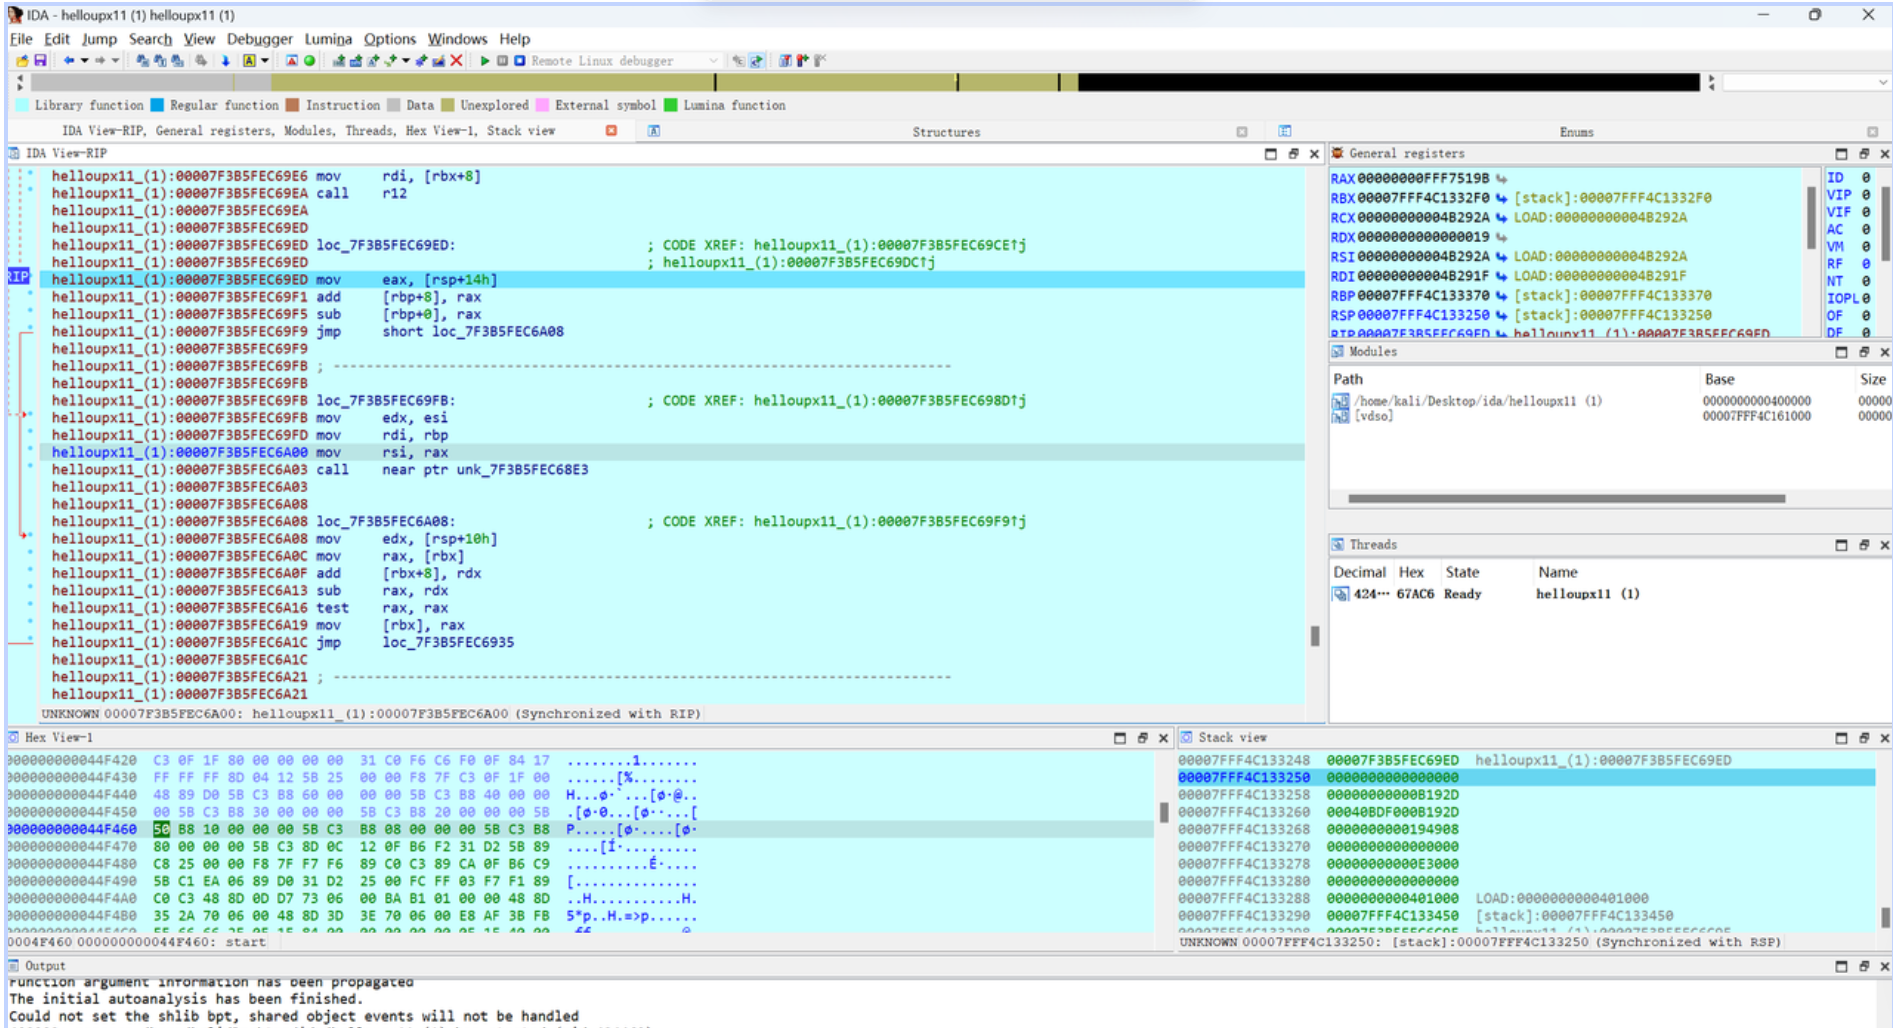 IDA - helloupx11 (1) helloupx11 (1)
File Edit Jump Search View Debugger Lumina Options Windows Help
Remote Linux debugger
Library function Regular function Instruction Data Unexplored External symbol Lumina function
IDA View-RIP, General registers, Modules, Threads, Hex View-1, Stack view Structures Enums
IDA View-RIP
helloupx11_(1):00007F3B5FEC69E6 mov rdi, [rbx+8]
helloupx11_(1):00007F3B5FEC69EA call r12
helloupx11_(1):00007F3B5FEC69EA
helloupx11_(1):00007F3B5FEC69ED
helloupx11_(1):00007F3B5FEC69ED loc_7F3B5FEC69ED: ; CODE XREF: helloupx11_(1):00007F3B5FEC69CE↑j
helloupx11_(1):00007F3B5FEC69ED ; helloupx11_(1):00007F3B5FEC69DC↑j
RIP helloupx11_(1):00007F3B5FEC69ED mov eax, [rsp+14h]
helloupx11_(1):00007F3B5FEC69F1 add [rbp+8], rax
helloupx11_(1):00007F3B5FEC69F5 sub [rbp+0], rax
helloupx11_(1):00007F3B5FEC69F9 jmp short loc_7F3B5FEC6A08
helloupx11_(1):00007F3B5FEC69F9
helloupx11_(1):00007F3B5FEC69FB ; ---------------------------------------------------------------------------
helloupx11_(1):00007F3B5FEC69FB
helloupx11_(1):00007F3B5FEC69FB loc_7F3B5FEC69FB: ; CODE XREF: helloupx11_(1):00007F3B5FEC698D↑j
helloupx11_(1):00007F3B5FEC69FB mov edx, esi
helloupx11_(1):00007F3B5FEC69FD mov rdi, rbp
helloupx11_(1):00007F3B5FEC6A00 mov rsi, rax
helloupx11_(1):00007F3B5FEC6A03 call near ptr unk_7F3B5FEC68E3
helloupx11_(1):00007F3B5FEC6A03
helloupx11_(1):00007F3B5FEC6A08
helloupx11_(1):00007F3B5FEC6A08 loc_7F3B5FEC6A08: ; CODE XREF: helloupx11_(1):00007F3B5FEC69F9↑j
helloupx11_(1):00007F3B5FEC6A08 mov edx, [rsp+10h]
helloupx11_(1):00007F3B5FEC6A0C mov rax, [rbx]
helloupx11_(1):00007F3B5FEC6A0F add [rbx+8], rdx
helloupx11_(1):00007F3B5FEC6A13 sub rax, rdx
helloupx11_(1):00007F3B5FEC6A16 test rax, rax
helloupx11_(1):00007F3B5FEC6A19 mov [rbx], rax
helloupx11_(1):00007F3B5FEC6A1C jmp loc_7F3B5FEC6935
helloupx11_(1):00007F3B5FEC6A1C
helloupx11_(1):00007F3B5FEC6A21 ; ---------------------------------------------------------------------------
helloupx11_(1):00007F3B5FEC6A21
UNKNOWN 00007F3B5FEC6A00: helloupx11_(1):00007F3B5FEC6A00 (Synchronized with RIP)
General registers
RAX 00000000FFF7519B
RBX 00007FFF4C1332F0 [stack]:00007FFF4C1332F0
RCX 00000000004B292A LOAD:00000000004B292A
RDX 0000000000000019
RSI 00000000004B292A LOAD:00000000004B292A
RDI 00000000004B291F LOAD:00000000004B291F
RBP 00007FFF4C133370 [stack]:00007FFF4C133370
RSP 00007FFF4C133250 [stack]:00007FFF4C133250
RIP 00007F3B5FEC69ED helloupx11_(1):00007F3B5FEC69ED
ID 0
VIP 0
VIF 0
AC 0
VM 0
RF 0
NT 0
IOPL 0
OF 0
DF 0
Modules
Path Base Size
/home/kali/Desktop/ida/helloupx11 (1) 0000000000400000 00000
[vdso] 00007FFF4C161000 00000
Threads
Decimal Hex State Name
424··· 67AC6 Ready helloupx11 (1)
Hex View-1
000000000044F420 C3 0F 1F 80 00 00 00 00 31 C0 F6 C6 F0 0F 84 17 ........1.......
000000000044F430 FF FF FF 8D 04 12 5B 25 00 00 F8 7F C3 0F 1F 00 ......[%........
000000000044F440 48 89 D0 5B C3 B8 60 00 00 00 5B C3 B8 40 00 00 H...ø·`...[ø·@..
000000000044F450 00 5B C3 B8 30 00 00 00 5B C3 B8 20 00 00 00 5B .[ø·0...[ø··...[
000000000044F460 50 B8 10 00 00 00 5B C3 B8 08 00 00 00 5B C3 B8 P.....[ø·....[ø·
000000000044F470 80 00 00 00 5B C3 8D 0C 12 0F B6 F2 31 D2 5B 89 ....[Í·.........
000000000044F480 C8 25 00 00 F8 7F F7 F6 89 C0 C3 89 CA 0F B6 C9 .........É·....
000000000044F490 5B C1 EA 06 89 D0 31 D2 25 00 FC FF 03 F7 F1 89 [...............
000000000044F4A0 C0 C3 48 8D 0D D7 73 06 00 BA B1 01 00 00 48 8D ..H...........H.
000000000044F4B0 35 2A 70 06 00 48 8D 3D 3E 70 06 00 E8 AF 3B FB 5*p..H.=>p......
0004F460 000000000044F460: start
Stack view
00007FFF4C133248 00007F3B5FEC69ED helloupx11_(1):00007F3B5FEC69ED
00007FFF4C133250 0000000000000000
00007FFF4C133258 00000000000B192D
00007FFF4C133260 00040BDF000B192D
00007FFF4C133268 0000000000194908
00007FFF4C133270 0000000000000000
00007FFF4C133278 00000000000E3000
00007FFF4C133280 0000000000000000
00007FFF4C133288 0000000000401000 LOAD:0000000000401000
00007FFF4C133290 00007FFF4C133450 [stack]:00007FFF4C133450
UNKNOWN 00007FFF4C133250: [stack]:00007FFF4C133250 (Synchronized with RSP)
Output
Function argument information has been propagated
The initial autoanalysis has been finished.
Could not set the shlib bpt, shared object events will not be handled